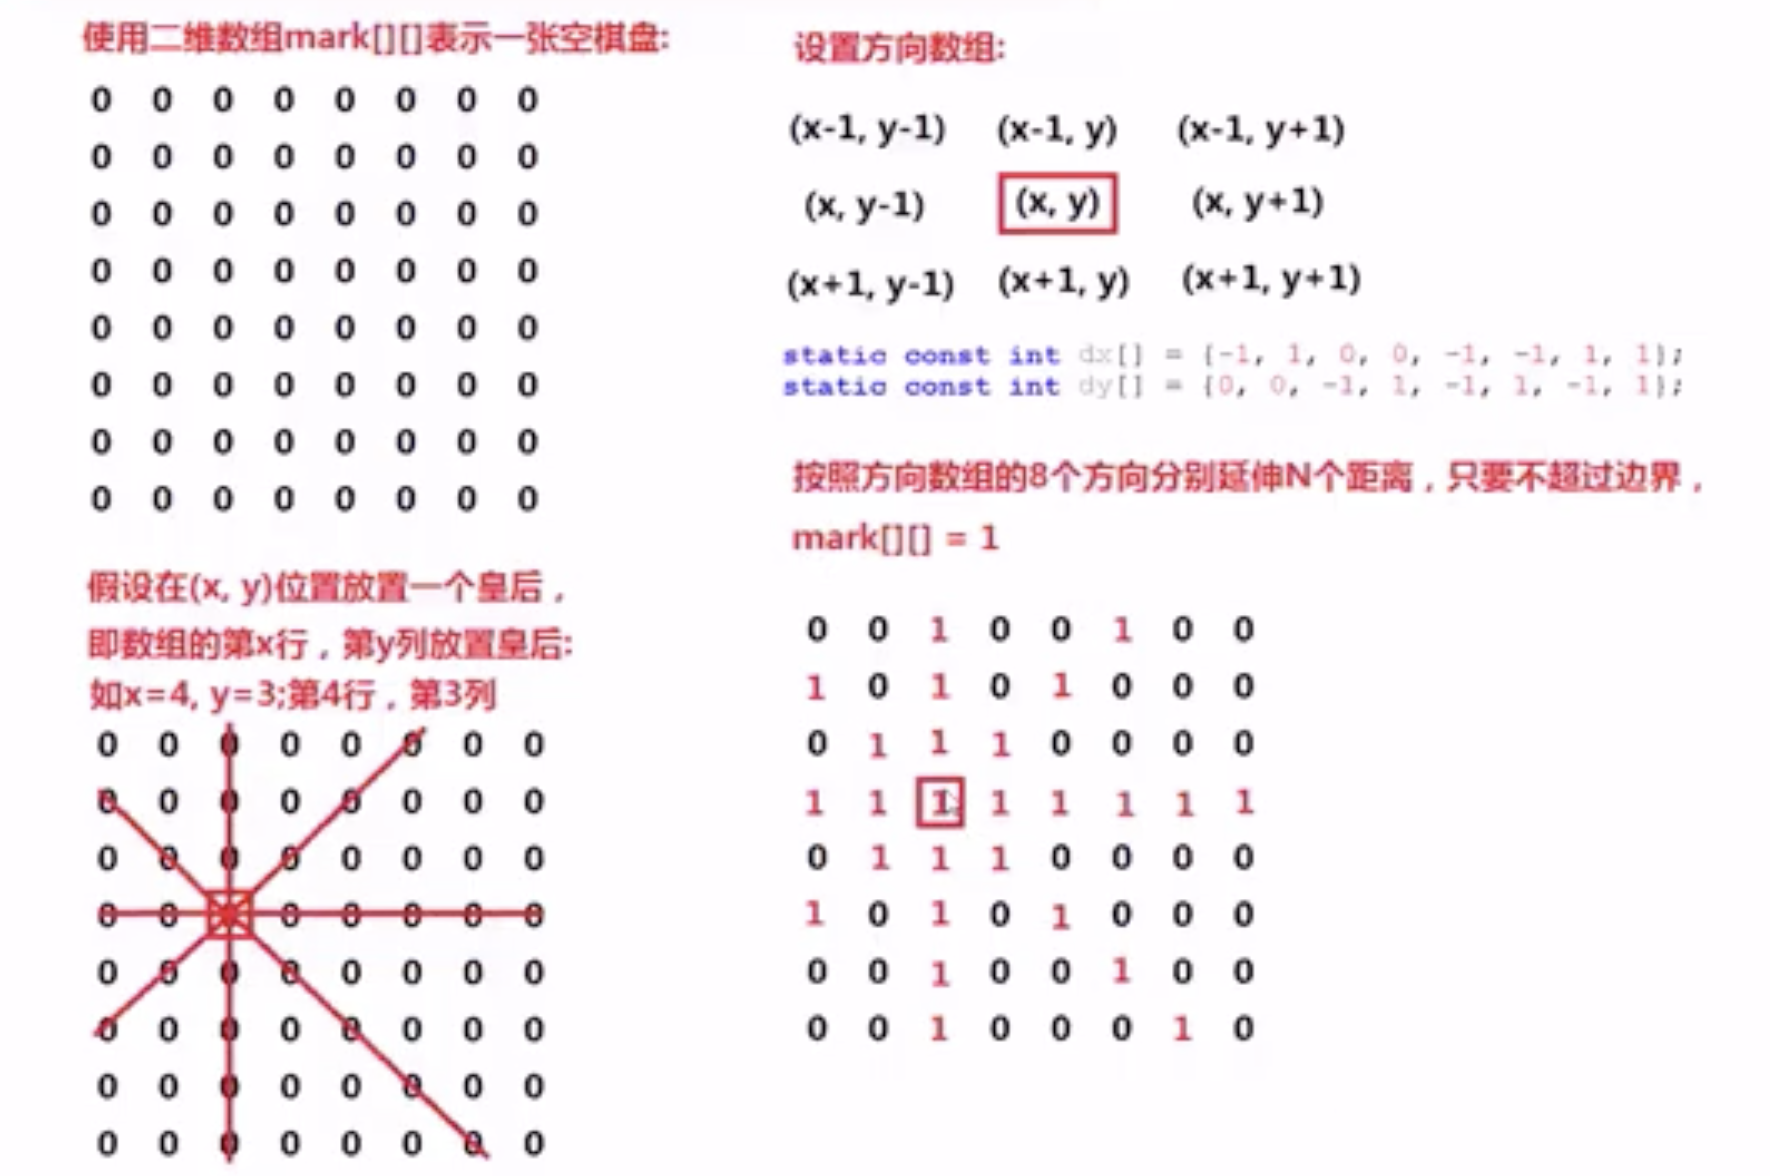 使用二维数组mark[][]表示一张空棋盘:
0 0 0 0 0 0 0 0
0 0 0 0 0 0 0 0
0 0 0 0 0 0 0 0
0 0 0 0 0 0 0 0
0 0 0 0 0 0 0 0
0 0 0 0 0 0 0 0
0 0 0 0 0 0 0 0
0 0 0 0 0 0 0 0
假设在(x, y)位置放置一个皇后，
即数组的第x行，第y列放置皇后:
如x=4, y=3;第4行，第3列
0 0 0 0 0 0 0 0
0 0 0 0 0 0 0 0
0 0 0 0 0 0 0 0
0 0 0 0 0 0 0
0 0 0 0 0 0 0 0
0 0 0 0 0 0 0 0
0 0 0 0 0 0 0 0
0 0 0 0 0 0 0 0
设置方向数组:
(x-1, y-1) (x-1, y) (x-1, y+1)
(x, y-1) (x, y) (x, y+1)
(x+1, y-1) (x+1, y) (x+1, y+1)
static const int dx[] = {-1, 1, 0, 0, -1, -1, 1, 1};
static const int dy[] = {0, 0, -1, 1, -1, 1, -1, 1};
按照方向数组的8个方向分别延伸N个距离，只要不超过边界，
mark[][] = 1
0 0 1 0 0 1 0 0
1 0 1 0 1 0 0 0
0 1 1 1 0 0 0 0
1 1 1 1 1 1 1 1
0 1 1 1 0 0 0 0
1 0 1 0 1 0 0 0
0 0 1 0 0 1 0 0
0 0 1 0 0 0 1 0